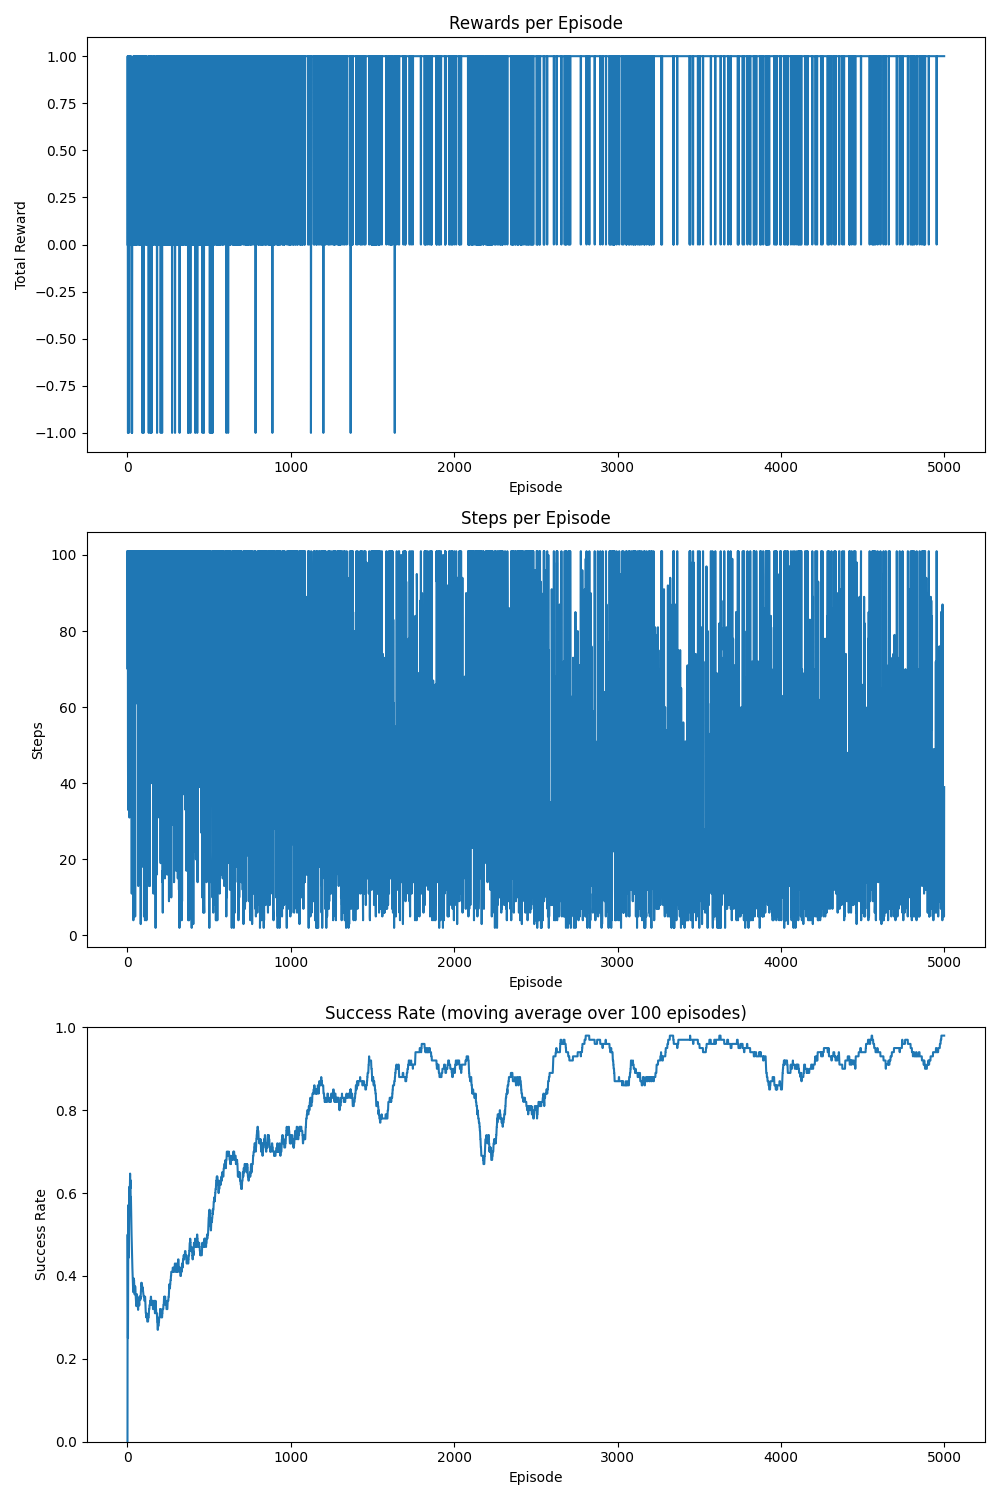 Rewards per Episode
1.00
0.75
0.50
0.25
0.00
−0.25
−0.50
−0.75
−1.00
Total Reward
0 1000 2000 3000 4000 5000
Episode
Steps per Episode
100
80
60
40
20
0
Steps
0 1000 2000 3000 4000 5000
Episode
Success Rate (moving average over 100 episodes)
1.0
0.8
0.6
0.4
0.2
0.0
Success Rate
0 1000 2000 3000 4000 5000
Episode